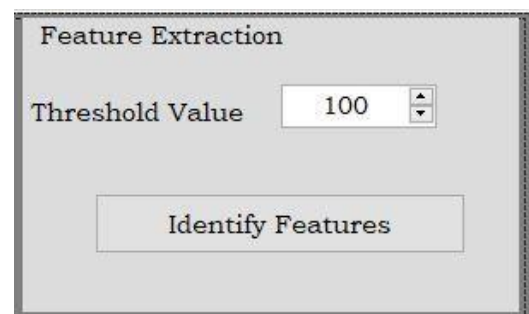 Feature Extraction
Threshold Value 100
Identify Features